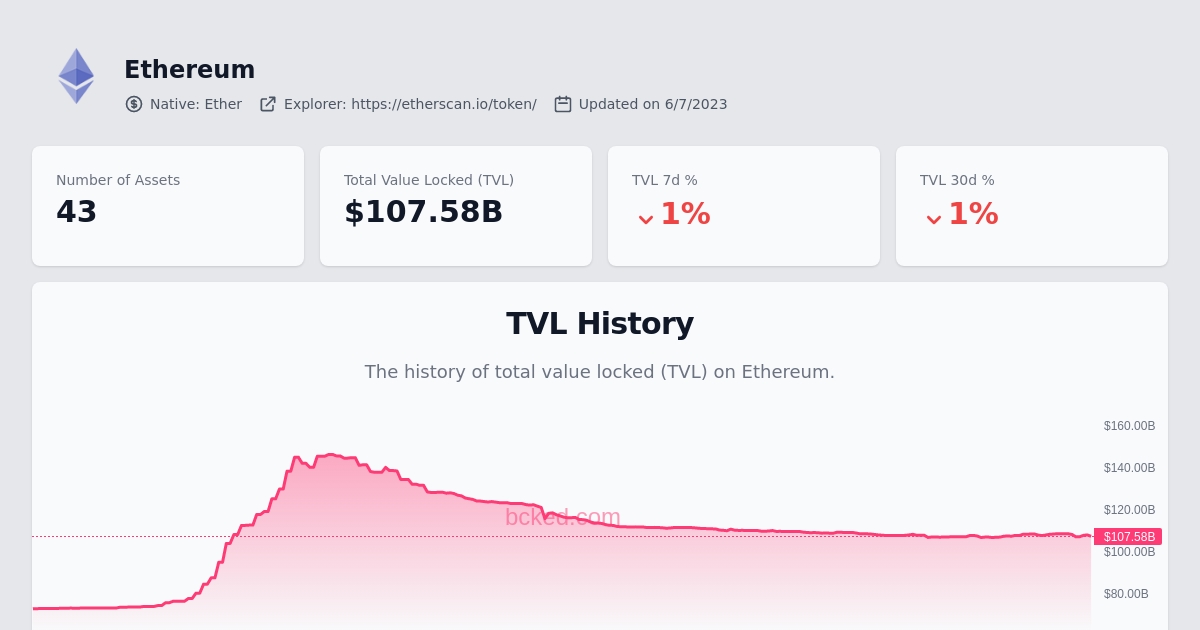 Ethereum
Native: Ether Explorer: https://etherscan.io/token/ Updated on 6/7/2023
Number of Assets
43
Total Value Locked (TVL)
$107.58B
TVL 7d %
1%
TVL 30d %
1%
TVL History
The history of total value locked (TVL) on Ethereum.
$160.00B
$140.00B
$120.00B
bcked.com
$107.58B
$100.00B
$80.00B